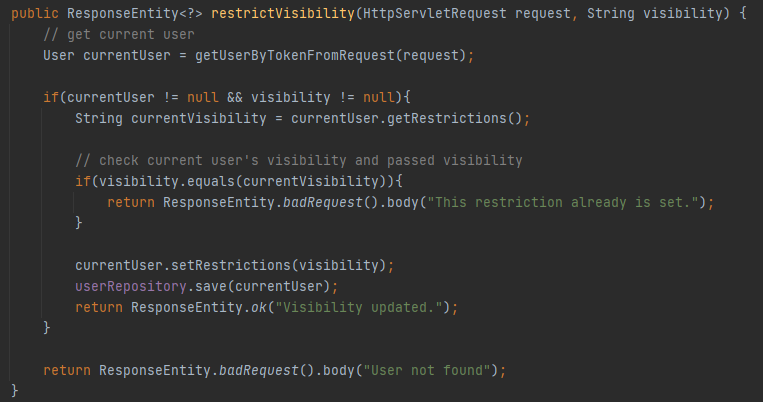 public ResponseEntity<?> restrictVisibility(HttpServletRequest request, String visibility) {
    // get current user
    User currentUser = getUserByTokenFromRequest(request);

    if(currentUser != null && visibility != null){
        String currentVisibility = currentUser.getRestrictions();

        // check current user's visibility and passed visibility
        if(visibility.equals(currentVisibility)){
            return ResponseEntity.badRequest().body("This restriction already is set.");
        }

        currentUser.setRestrictions(visibility);
        userRepository.save(currentUser);
        return ResponseEntity.ok("Visibility updated.");
    }

    return ResponseEntity.badRequest().body("User not found");
}